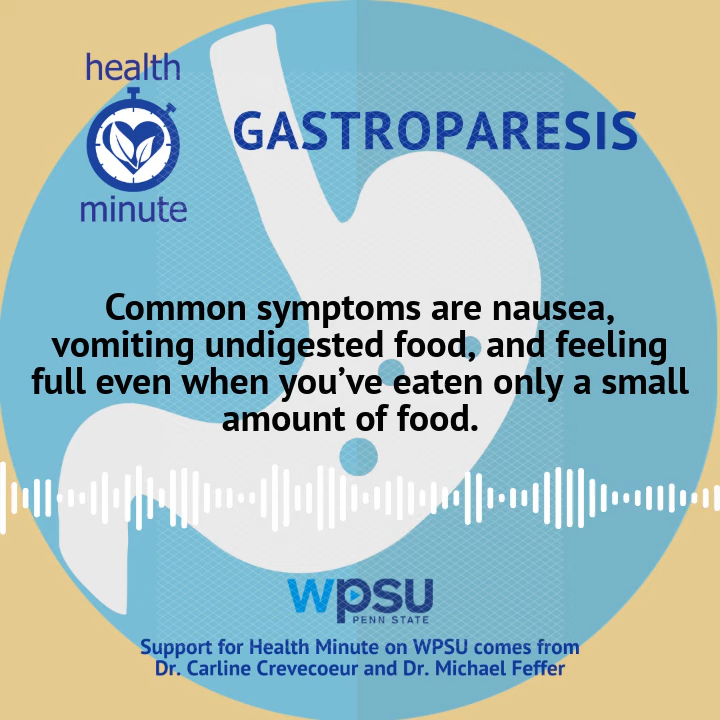 health
minute
GASTROPARESIS
Common symptoms are nausea,
vomiting undigested food, and feeling
full even when you’ve eaten only a small
amount of food.
WPSU
PENN STATE
Support for Health Minute on WPSU comes from
Dr. Carline Crevecoeur and Dr. Michael Feffer